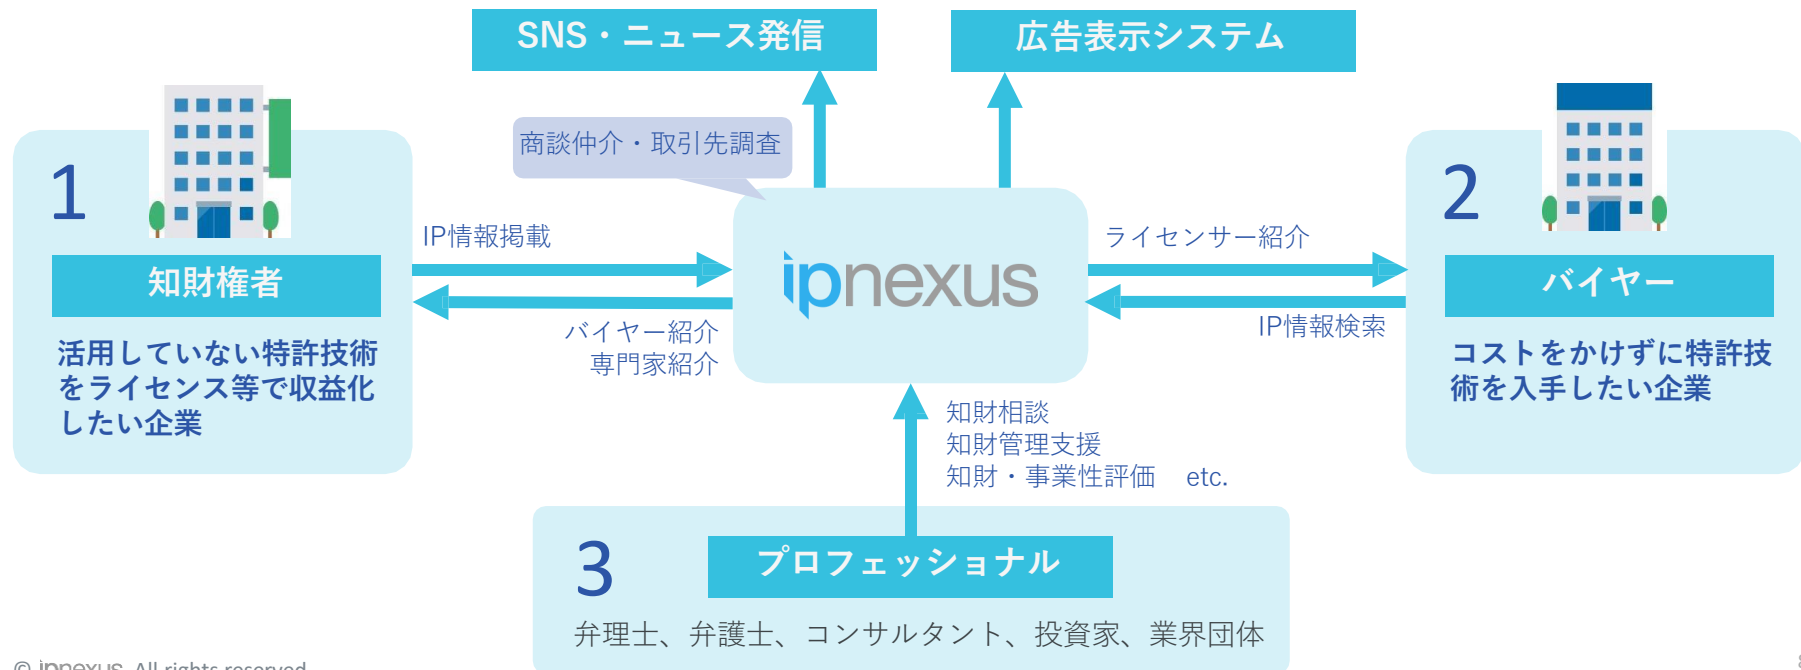 SNS・ニュース発信
広告表示システム
商談仲介・取引先調査
1
知財権者
活用していない特許技術
をライセンス等で収益化
したい企業
IP情報掲載
バイヤー紹介
専門家紹介
ipnexus
ライセンサー紹介
IP情報検索
2
バイヤー
コストをかけずに特許技
術を入手したい企業
知財相談
知財管理支援
知財・事業性評価 etc.
3
プロフェッショナル
弁理士、弁護士、コンサルタント、投資家、業界団体
© ipnexus All rights reserved